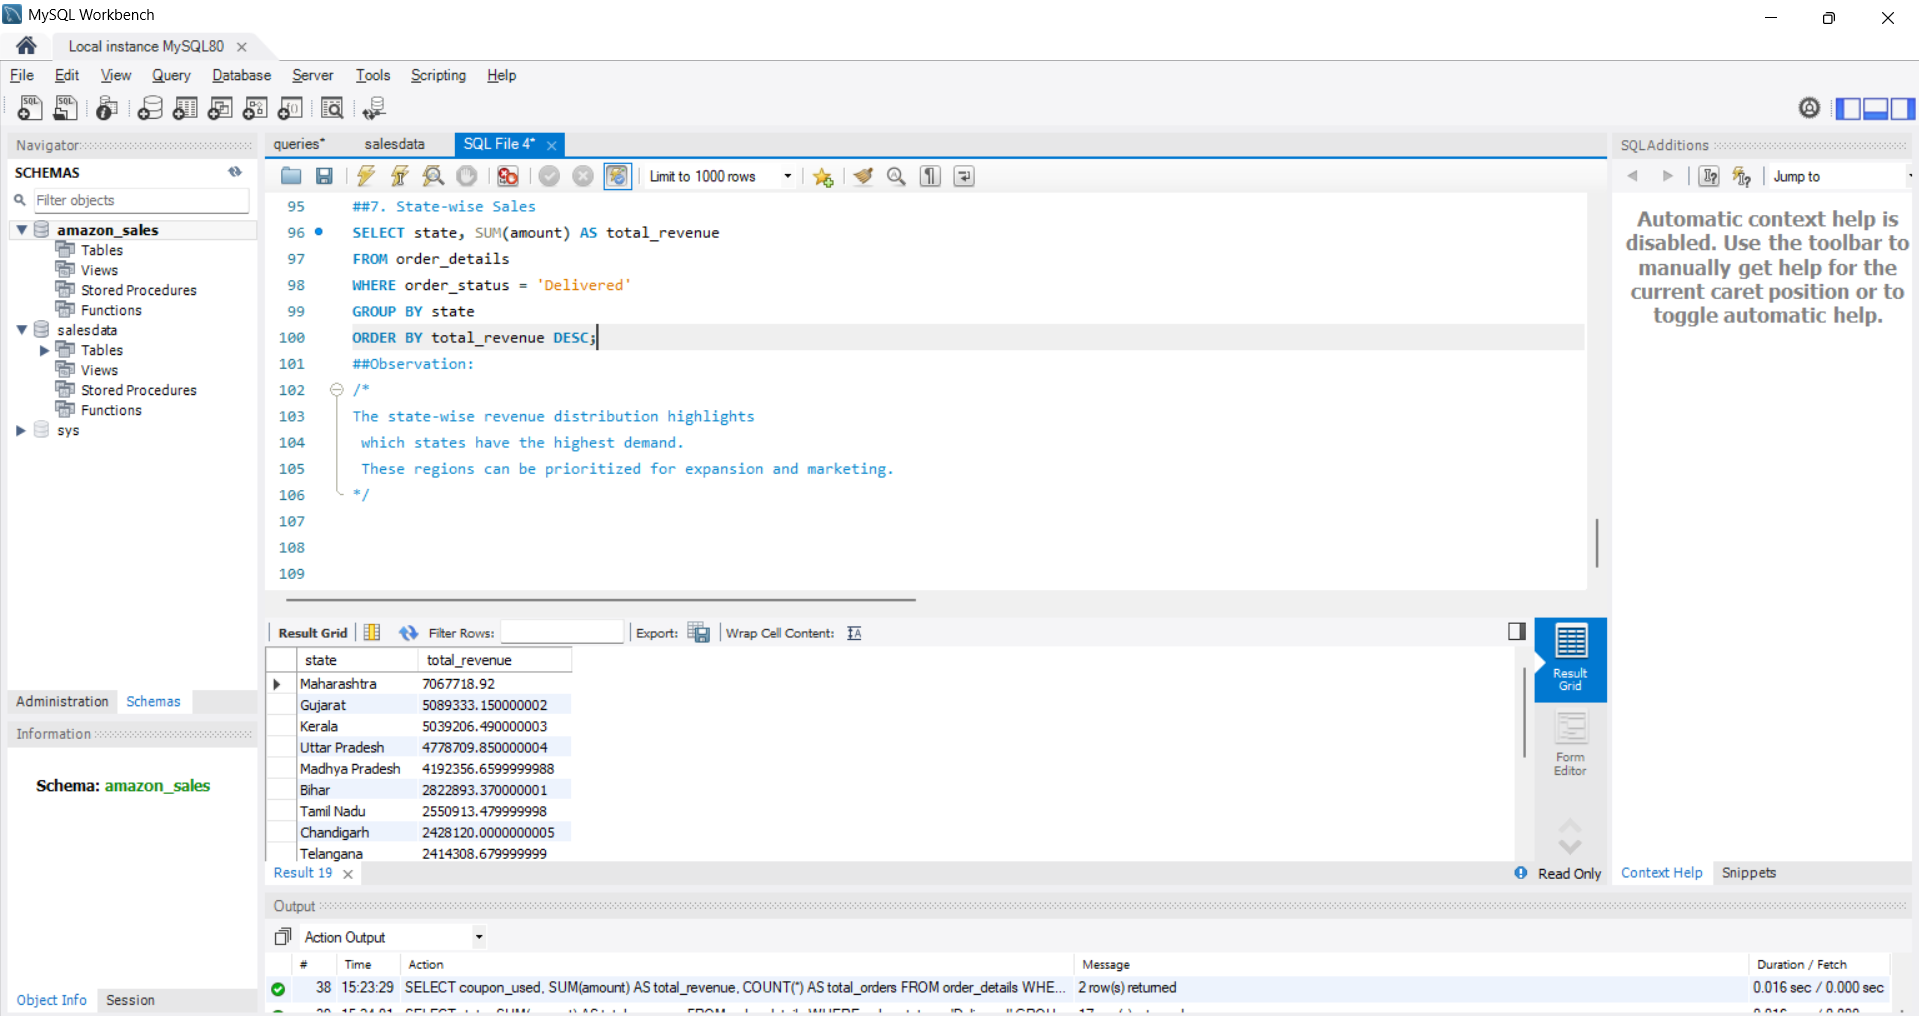 MySQL Workbench
Local instance MySQL80
File Edit View Query Database Server Tools Scripting Help
Navigator
SCHEMAS
Filter objects
amazon_sales
Tables
Views
Stored Procedures
Functions
salesdata
Tables
Views
Stored Procedures
Functions
sys
Administration Schemas
Information
Schema: amazon_sales
Object Info Session
queries* salesdata SQL File 4*
Limit to 1000 rows
95 ##7. State-wise Sales
96 SELECT state, SUM(amount) AS total_revenue
97 FROM order_details
98 WHERE order_status = 'Delivered'
99 GROUP BY state
100 ORDER BY total_revenue DESC;
101 ##Observation:
102 /*
103 The state-wise revenue distribution highlights
104 which states have the highest demand.
105 These regions can be prioritized for expansion and marketing.
106 */
107
108
109
Result Grid Filter Rows: Export: Wrap Cell Content:
state total_revenue
Maharashtra 7067718.92
Gujarat 5089333.150000002
Kerala 5039206.490000003
Uttar Pradesh 4778709.850000004
Madhya Pradesh 4192356.6599999988
Bihar 2822893.370000001
Tamil Nadu 2550913.479999998
Chandigarh 2428120.0000000005
Telangana 2414308.679999999
Result Grid
Form Editor
Result 19 Read Only
SQLAdditions
Jump to
Automatic context help is
disabled. Use the toolbar to
manually get help for the
current caret position or to
toggle automatic help.
Context Help Snippets
Output
Action Output
# Time Action Message Duration / Fetch
38 15:23:29 SELECT coupon_used, SUM(amount) AS total_revenue, COUNT(*) AS total_orders FROM order_details WHE... 2 row(s) returned 0.016 sec / 0.000 sec